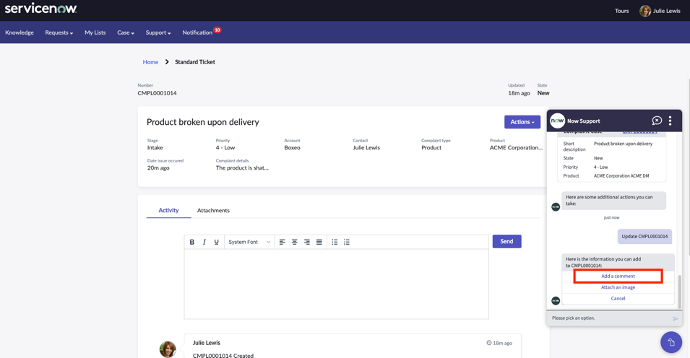 servicenow
Tours
Julie Lewis
Knowledge
Requests
My Lists
Case
Support
Notification
10
Home > Standard Ticket
Number
CMPL0001014
Updated
18m ago
State
New
Product broken upon delivery
Actions
Stage
Intake
Priority
4 - Low
Account
Boxeo
Contact
Julie Lewis
Complaint type
Product
Product
ACME Corporation...
Date issue occured
20m ago
Complaint details
The product is shat...
Activity
Attachments
B I U System Font
Send
Julie Lewis
18m ago
CMPL0001014 Created
now
Now Support
Short
description
Product broken upon delivery
State
New
Priority
4 - Low
Product
ACME Corporation ACME DM
Here are some additional actions you can
take:
just now
Update CMPL0001014
Here is the information you can add
to CMPL0001014:
Add a comment
Attach an image
Cancel
Please pick an option.